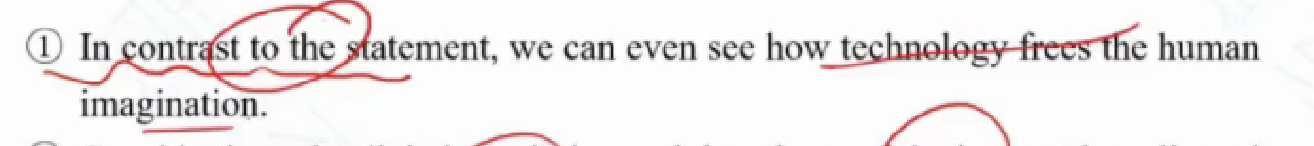 ① In contrast to the statement, we can even see how technology frees the human
imagination.